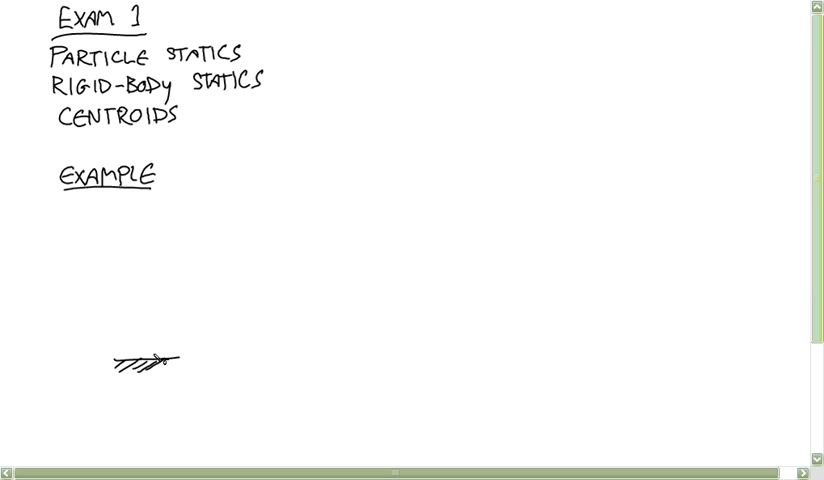 EXAM 1
PARTICLE STATICS
RIGID-BODY STATICS
CENTROIDS
EXAMPLE